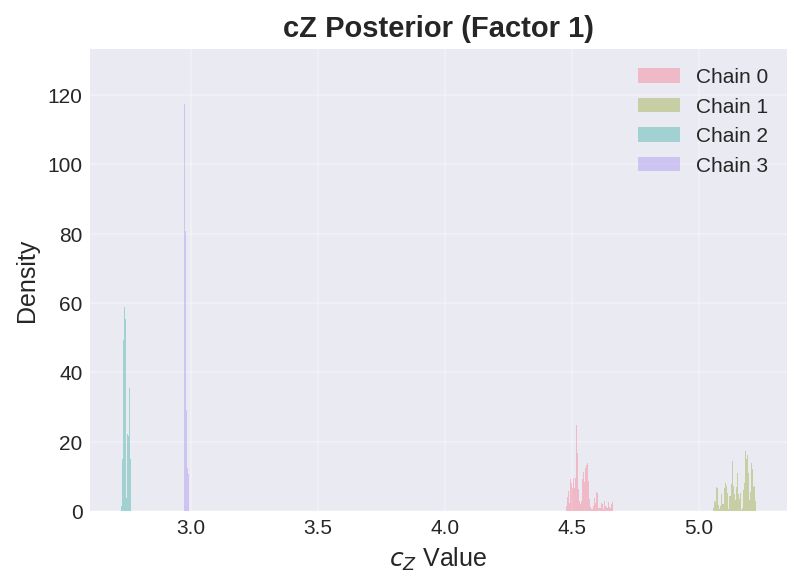 cZ Posterior (Factor 1)
Chain 0
Chain 1
Chain 2
Chain 3
120
100
80
60
40
20
0
Density
3.0 3.5 4.0 4.5 5.0
c_Z Value